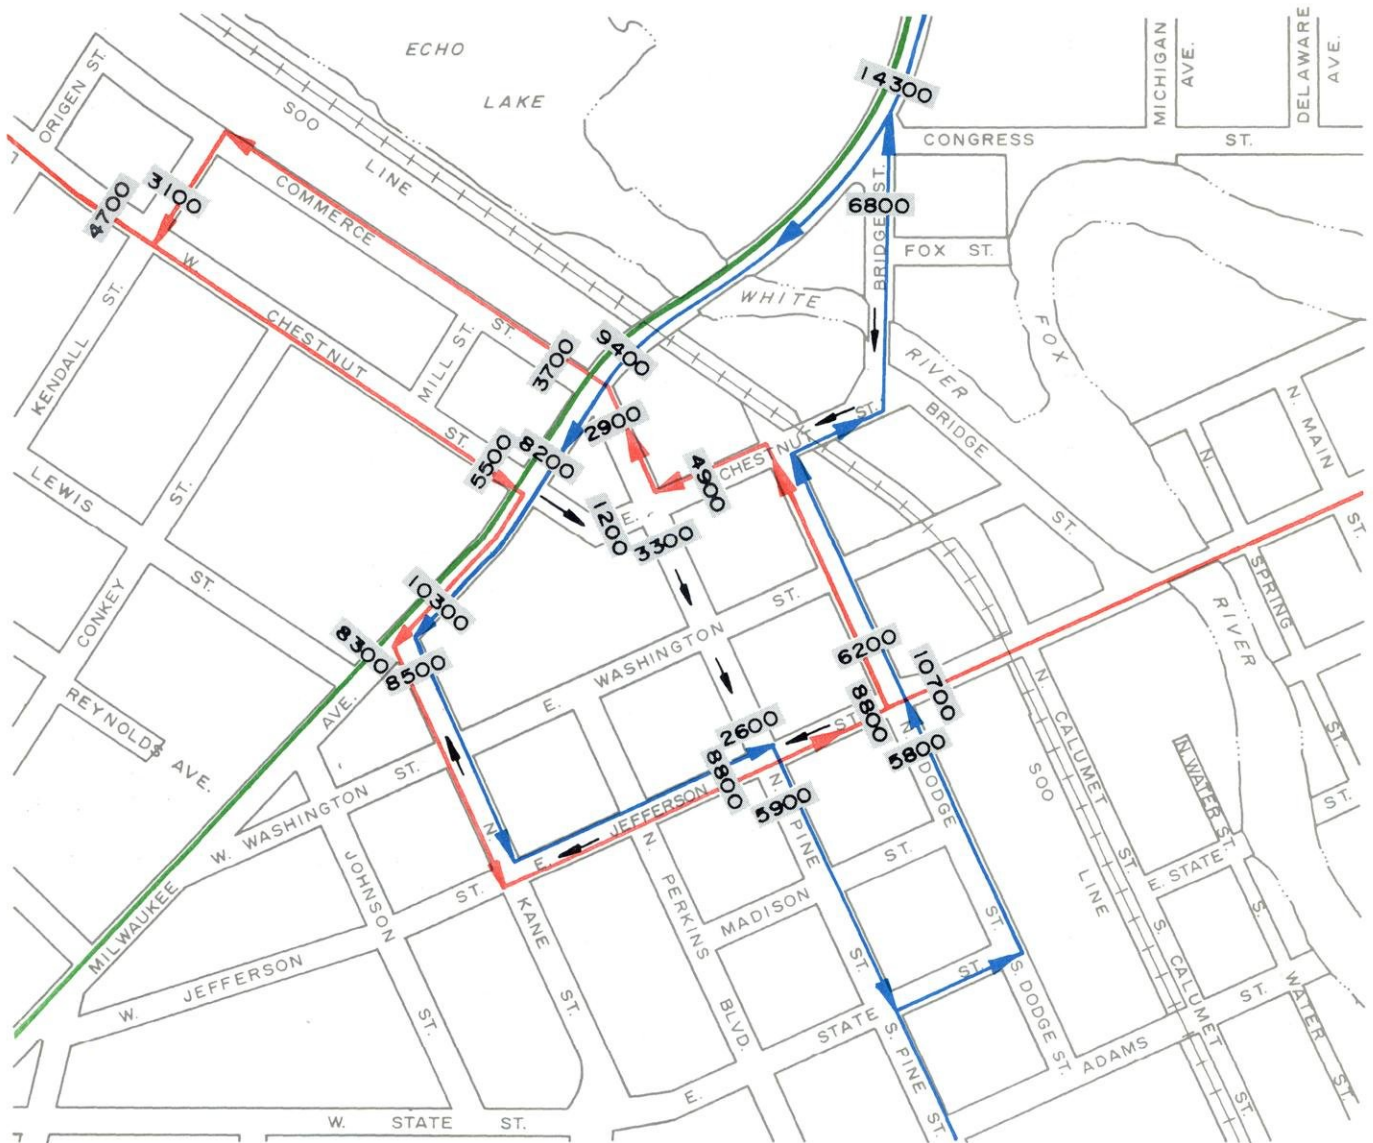 ECHO
LAKE
14300
MICHIGAN
AVE.
DELAWARE
AVE.
ORIGEN ST.
SOO
LINE
CONGRESS
ST.
3100
4700
COMMERCE
ST.
6800
BRIDGE ST.
FOX ST.
WHITE
RIVER
FOX
W.
CHESTNUT
ST.
KENDALL
ST.
MILL ST.
3700
9400
2900
BRIDGE
ST.
N. MAIN
ST.
N.
8200
5500
4900
CHESTNUT
ST.
E.
LEWIS
ST.
ST.
1200
3300
CONKEY
10300
8300
8500
WASHINGTON
ST.
E.
SPRING
RIVER
6200
10700
8800
REYNOLDS AVE.
AVE.
2600
ST.
N.
DODGE
5800
N.
CALUMET
ST.
SOO
LINE
N. WATER ST.
ST.
ST.
8800
5900
N.
PINE
ST.
W. WASHINGTON
ST.
N.
E.
JEFFERSON
N.
PERKINS
BLVD.
ST.
MADISON
E. STATE
S.
JOHNSON
ST.
ST.
KANE
ST.
MILWAUKEE
W. JEFFERSON
ST.
ST.
S. DODGE ST.
S.
CALUMET
ST.
WATER
ST.
ST.
STATE
S. PINE
ST.
ADAMS
E.
W. STATE ST.